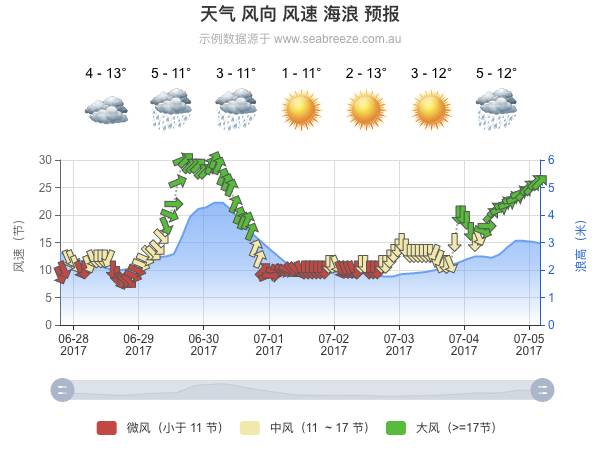 天气 风向 风速 海浪 预报
示例数据源于 www.seabreeze.com.au
4 - 13° 5 - 11° 3 - 11° 1 - 11° 2 - 13° 3 - 12° 5 - 12°
风速（节）
30
25
20
15
10
5
0
浪高（米）
6
5
4
3
2
1
0
06-28 06-29 06-30 07-01 07-02 07-03 07-04 07-05
2017 2017 2017 2017 2017 2017 2017 2017
微风（小于 11 节） 中风（11 ~ 17 节） 大风（>=17节）